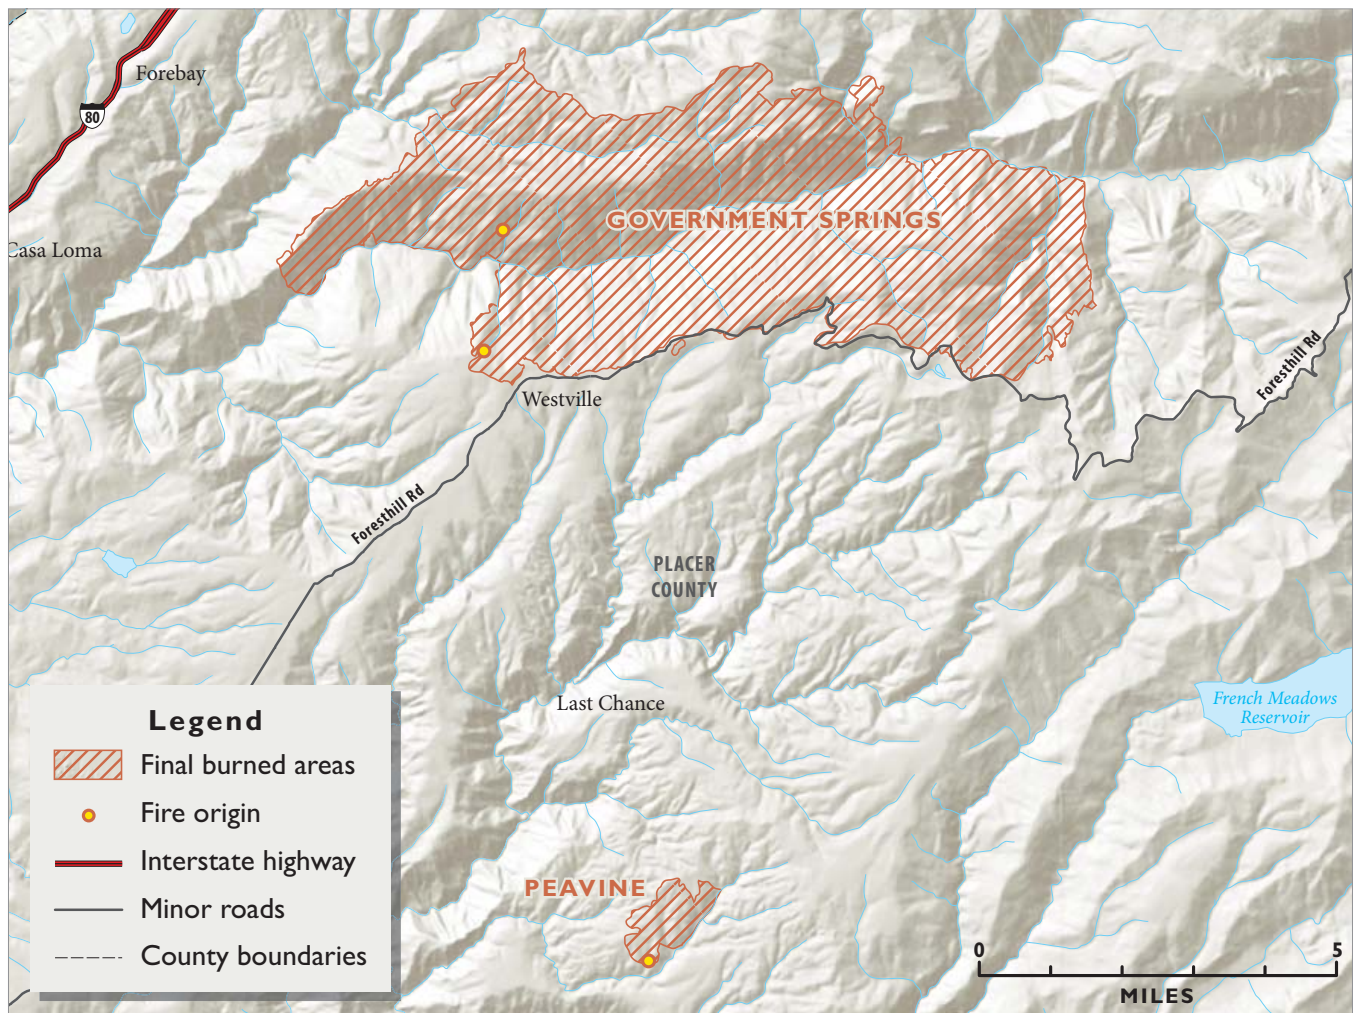 Forebay
80
GOVERNMENT SPRINGS
Casa Loma
Foresthill Rd
Westville
Foresthill Rd
PLACER
COUNTY
French Meadows
Reservoir
Last Chance
Legend
Final burned areas
Fire origin
Interstate highway
Minor roads
County boundaries
PEAVINE
0
5
MILES